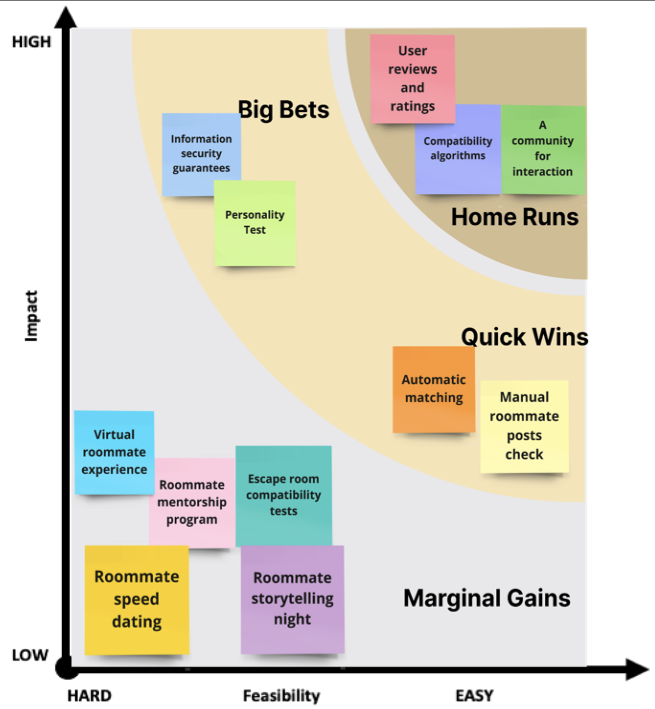 HIGH
User
reviews
and
ratings
Big Bets
Information
security
guarantees
Compatibility
algorithms
A
community
for
interaction
Personality
Test
Home Runs
Impact
Quick Wins
Automatic
matching
Manual
roommate
posts
check
Virtual
roommate
experience
Roommate
mentorship
program
Escape room
compatibility
tests
Roommate
speed
dating
Roommate
storytelling
night
Marginal Gains
LOW
HARD
Feasibility
EASY